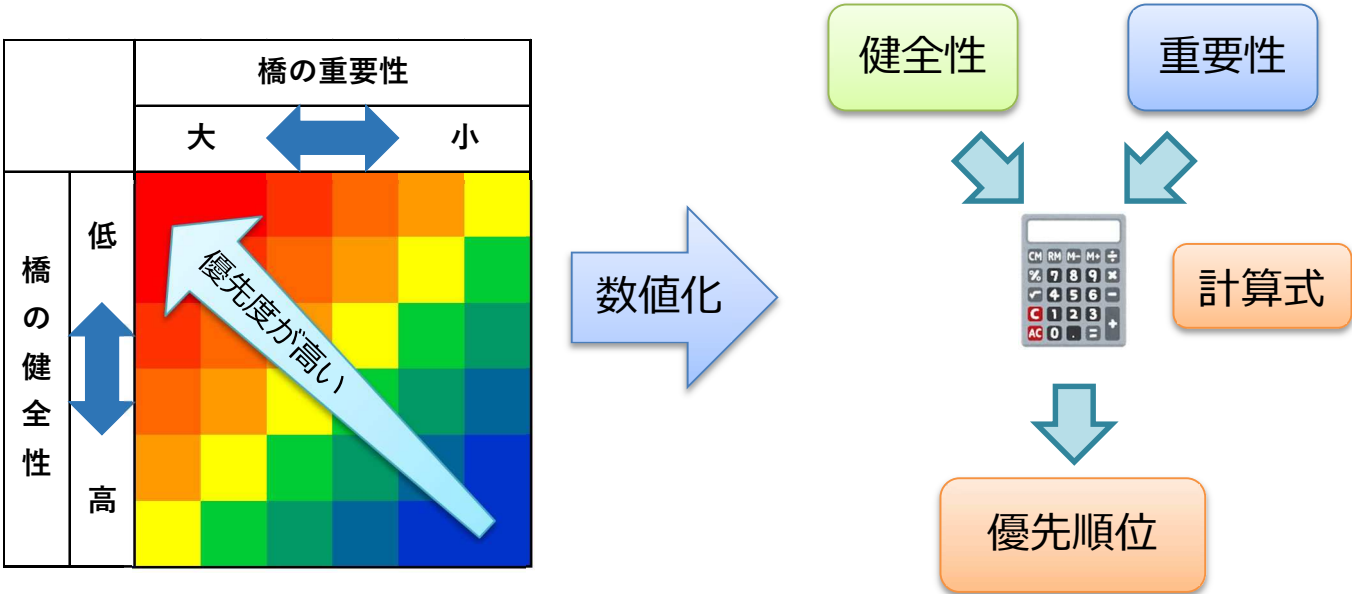 橋の重要性
大
小
橋の健全性
低
高
優先度が高い
数値化
健全性
重要性
CM RM M- M+ ÷
% 7 8 9 ×
√ 4 5 6 −
C 1 2 3 +
AC 0 . =
計算式
優先順位